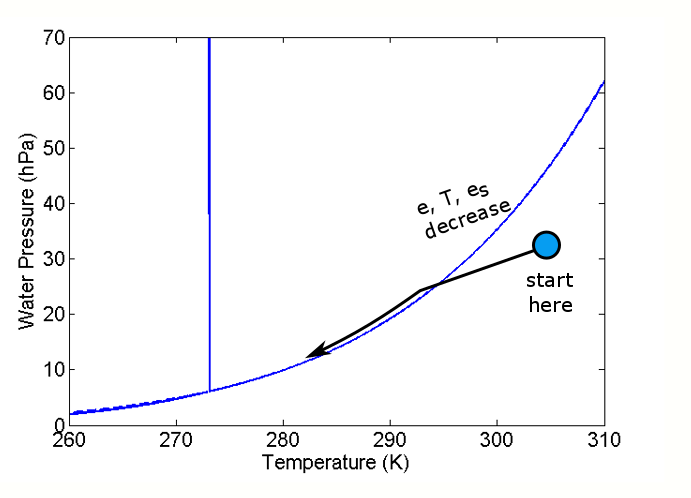 70
60
50
40
30
20
10
0
Water Pressure (hPa)
e, T, es
decrease
start
here
260 270 280 290 300 310
Temperature (K)